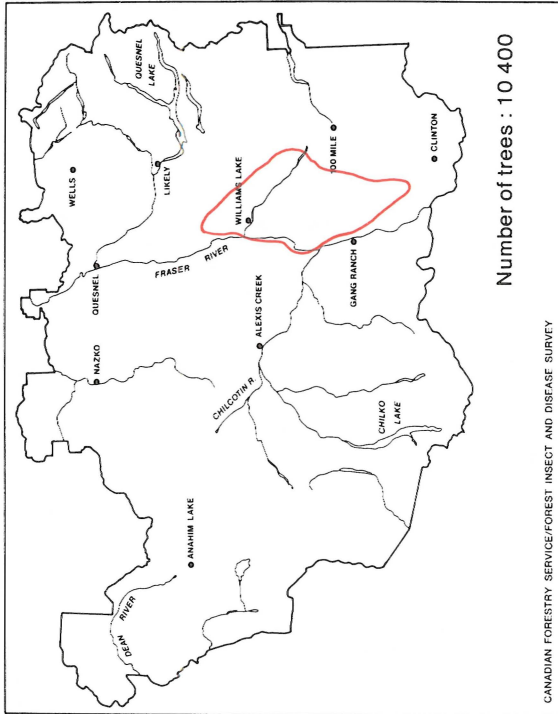 QUESNEL
LAKE
WELLS
LIKELY
QUESNEL
WILLIAMS LAKE
100 MILE
CLINTON
FRASER RIVER
NAZKO
ALEXIS CREEK
GANG RANCH
CHILCOTIN R.
CHILKO
LAKE
ANAHIM LAKE
DEAN RIVER
Number of trees : 10 400
CANADIAN FORESTRY SERVICE/FOREST INSECT AND DISEASE SURVEY